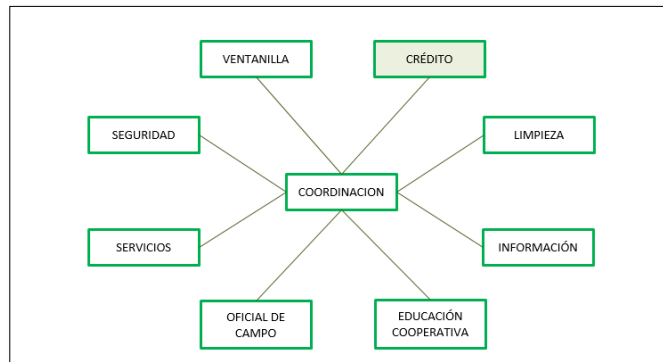 VENTANILLA
CRÉDITO
SEGURIDAD
LIMPIEZA
COORDINACION
SERVICIOS
INFORMACIÓN
OFICIAL DE
CAMPO
EDUCACIÓN
COOPERATIVA